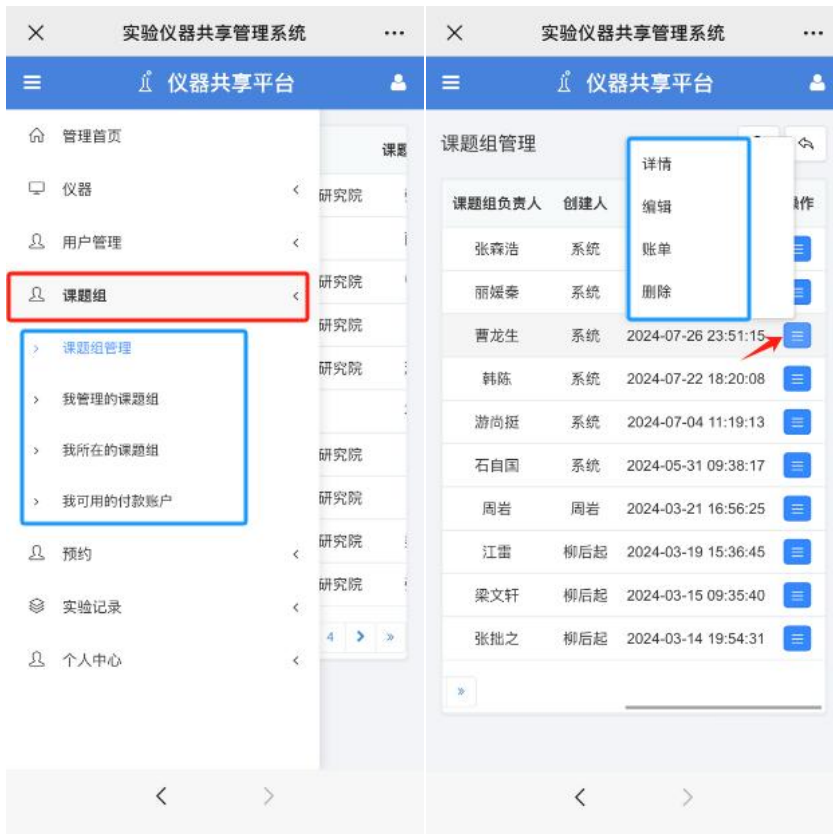 实验仪器共享管理系统
仪器共享平台
管理首页
仪器
用户管理
课题组
课题组管理
我管理的课题组
我所在的课题组
我可用的付款账户
预约
实验记录
个人中心
课题
研究院
研究院
研究院
研究院
研究院
研究院
研究院
研究院
4
实验仪器共享管理系统
仪器共享平台
课题组管理
详情
编辑
账单
删除
课题组负责人 创建人 操作
张森浩 系统
丽媛秦 系统
曹龙生 系统 2024-07-26 23:51:15
韩陈 系统 2024-07-22 18:20:08
游尚挺 系统 2024-07-04 11:19:13
石自国 系统 2024-05-31 09:38:17
周岩 周岩 2024-03-21 16:56:25
江雷 柳后起 2024-03-19 15:36:45
梁文轩 柳后起 2024-03-15 09:35:40
张拙之 柳后起 2024-03-14 19:54:31